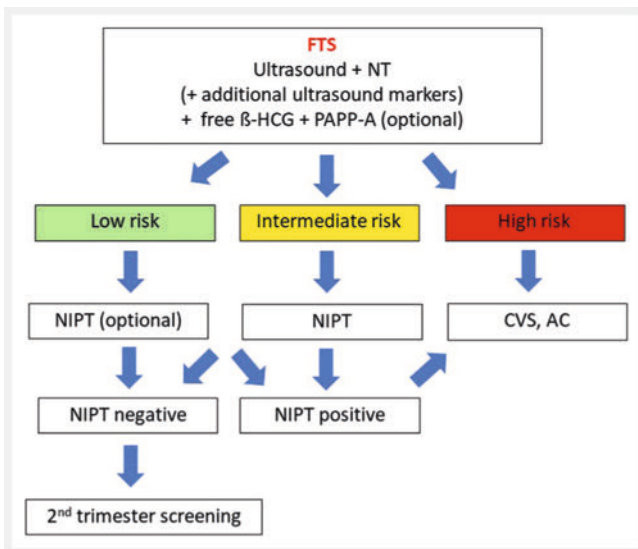 FTS
Ultrasound + NT
(+ additional ultrasound markers)
+ free ß-HCG + PAPP-A (optional)
Low risk
Intermediate risk
High risk
NIPT (optional)
NIPT
CVS, AC
NIPT negative
NIPT positive
2nd trimester screening